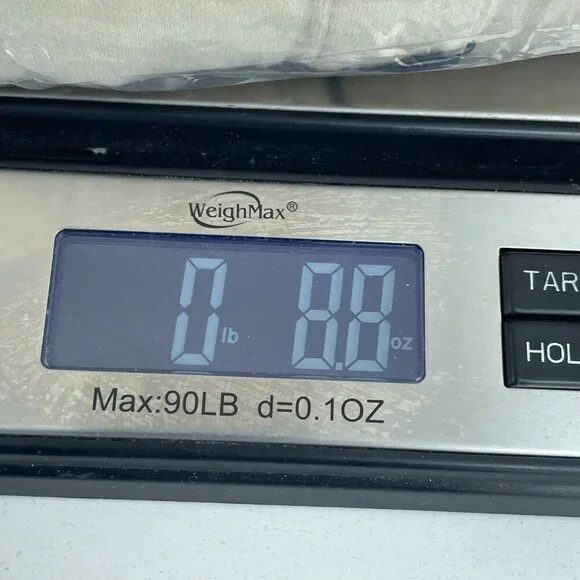 WeighMax®
0 lb 8.8 oz
TAR
HOL
Max:90LB d=0.1OZ